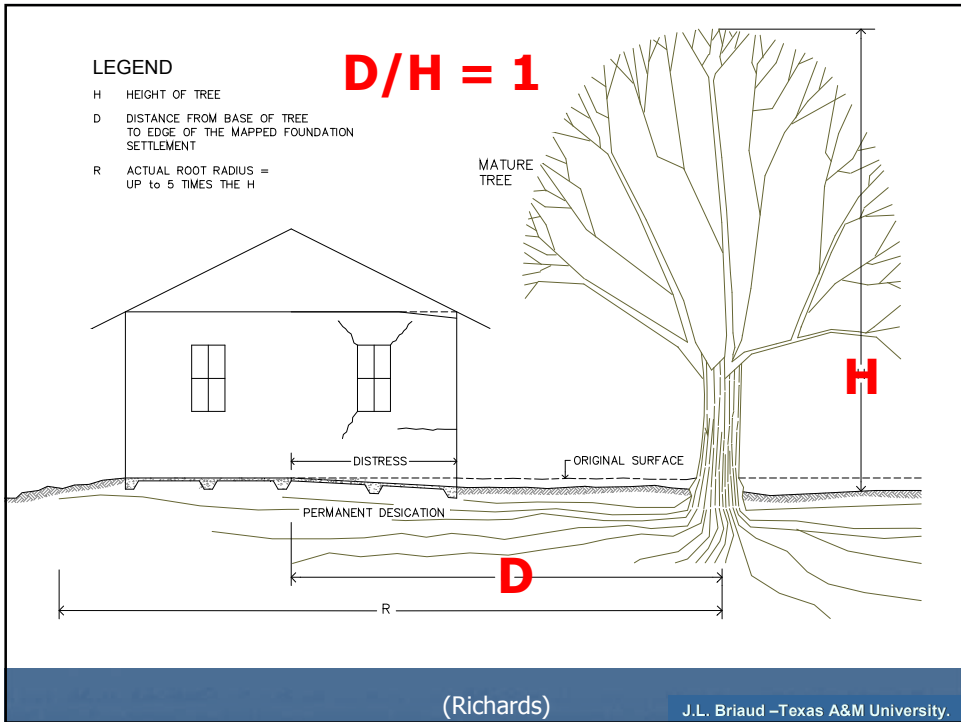 LEGEND
D/H = 1
H HEIGHT OF TREE
D DISTANCE FROM BASE OF TREE
TO EDGE OF THE MAPPED FOUNDATION
SETTLEMENT
R ACTUAL ROOT RADIUS =
UP to 5 TIMES THE H
MATURE
TREE
H
DISTRESS
ORIGINAL SURFACE
PERMANENT DESICATION
D
R
(Richards)
J.L. Briaud –Texas A&M University.